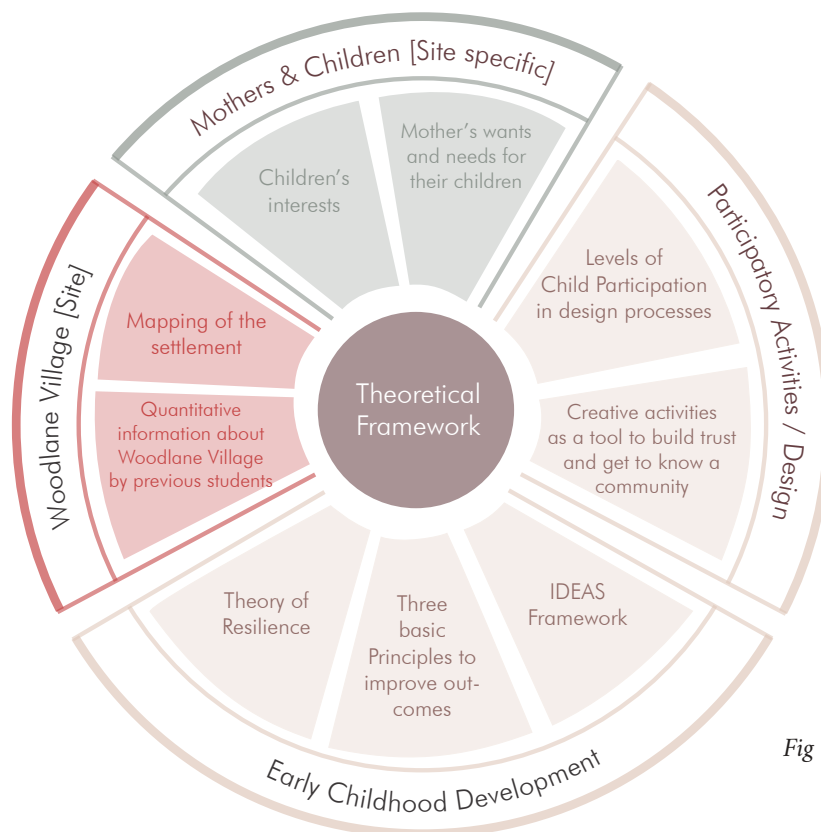 Mothers & Children [Site specific]
Children's
interests
Mother's wants
and needs for
their children
Participatory Activities / Design
Levels of
Child Participation
in design processes
Creative activities
as a tool to build trust
and get to know a
community
Woodlane Village [Site]
Mapping of the
settlement
Quantitative
information about
Woodlane Village
by previous students
Theoretical
Framework
Theory of
Resilience
Three
basic
Principles to
improve out-
comes
IDEAS
Framework
Early Childhood Development
Fig